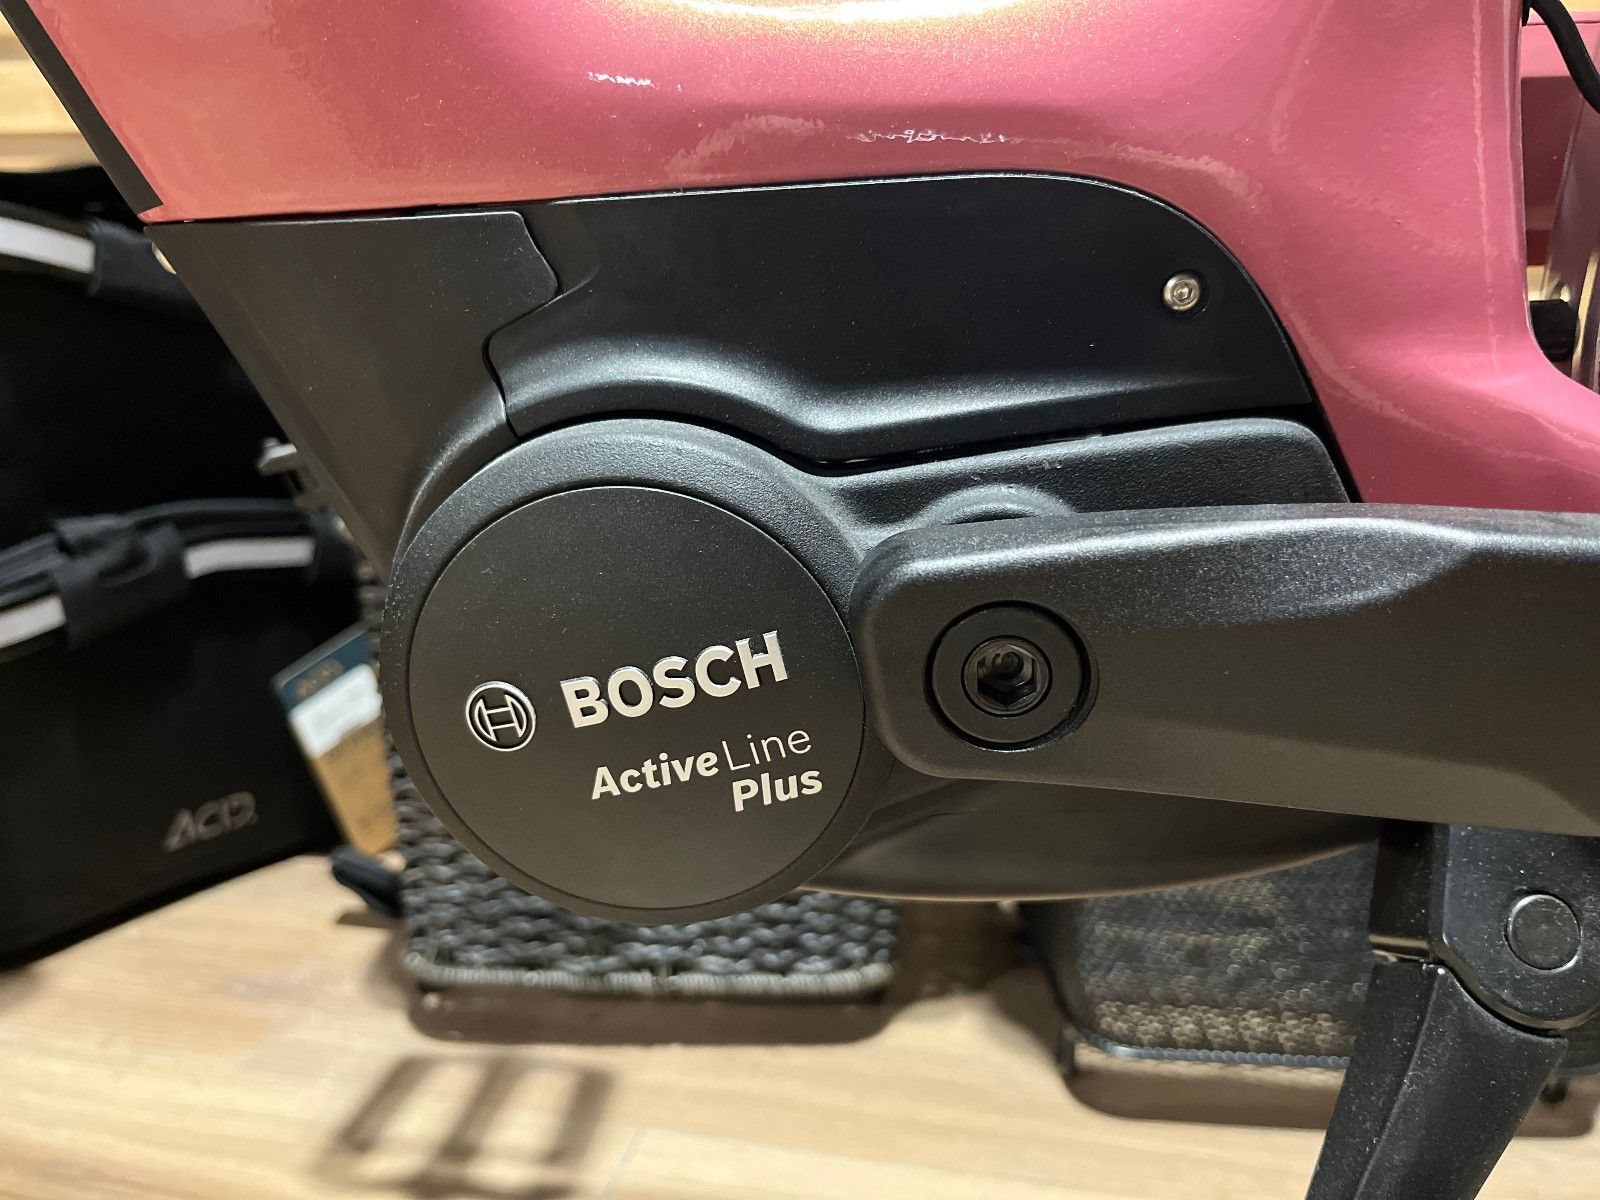 BOSCH
Active Line
Plus
ACID